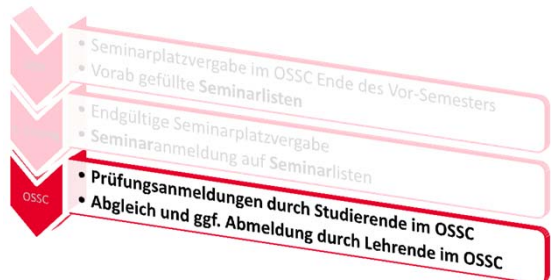 • Seminarplatzvergabe im OSSC Ende des Vor-Semesters
• Vorab gefüllte Seminarlisten
• Endgültige Seminarplatzvergabe
• Seminaranmeldung auf Seminarlisten
OSSC
• Prüfungsanmeldungen durch Studierende im OSSC
• Abgleich und ggf. Abmeldung durch Lehrende im OSSC